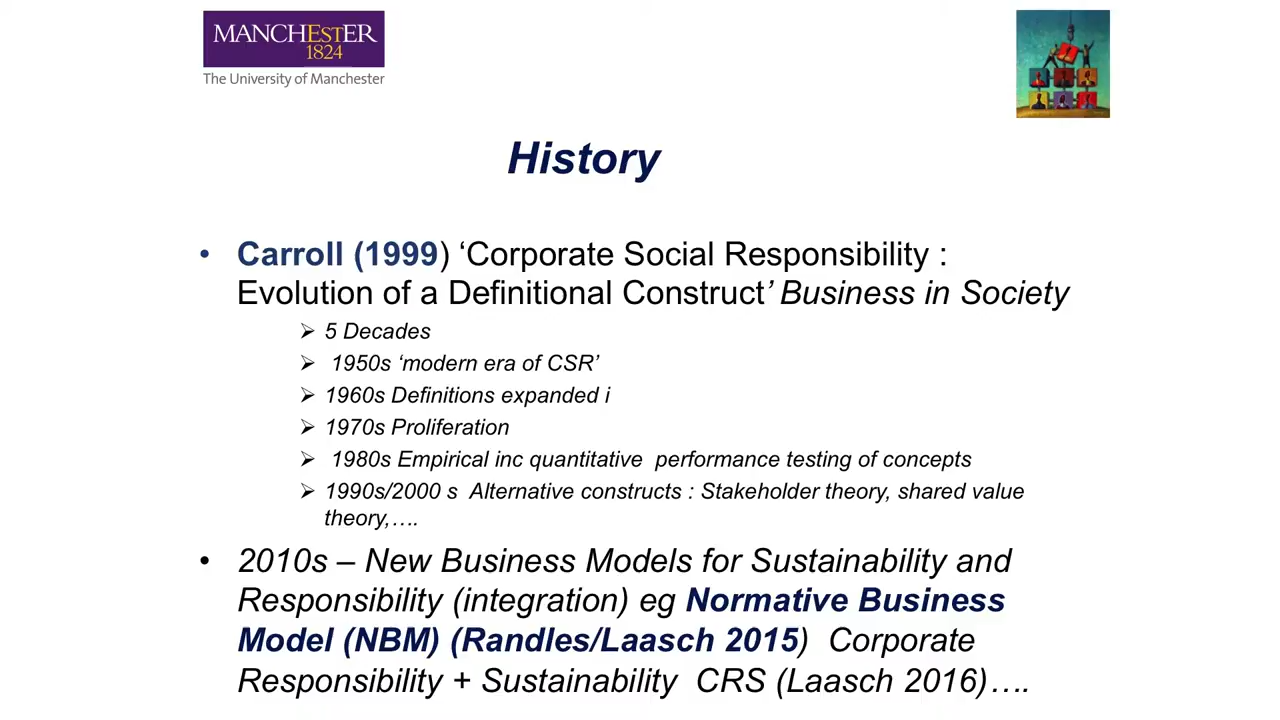 MANCHESTER
1824
The University of Manchester
History
• Carroll (1999) ‘Corporate Social Responsibility :
Evolution of a Definitional Construct’ Business in Society
➢ 5 Decades
➢ 1950s ‘modern era of CSR’
➢ 1960s Definitions expanded i
➢ 1970s Proliferation
➢ 1980s Empirical inc quantitative performance testing of concepts
➢ 1990s/2000 s Alternative constructs : Stakeholder theory, shared value
theory,….
• 2010s – New Business Models for Sustainability and
Responsibility (integration) eg Normative Business
Model (NBM) (Randles/Laasch 2015) Corporate
Responsibility + Sustainability CRS (Laasch 2016)….